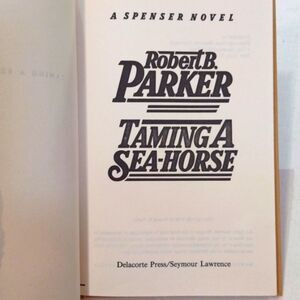 A SPENSER NOVEL
ROBERT B.
PARKER
TAMING A
SEA-HORSE
Delacorte Press/Seymour Lawrence